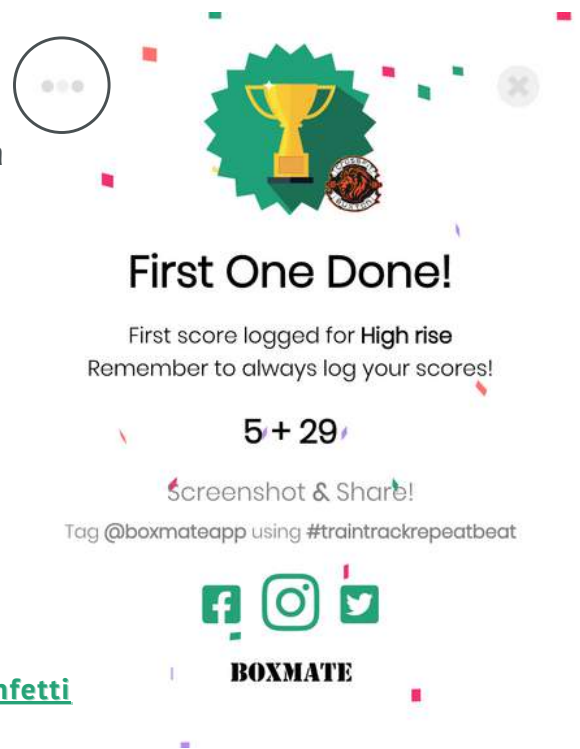 First One Done!
First score logged for High rise
Remember to always log your scores!
5 + 29
Screenshot & Share!
Tag @boxmateapp using #traintrackrepeatbeat
nfetti
BOXMATE